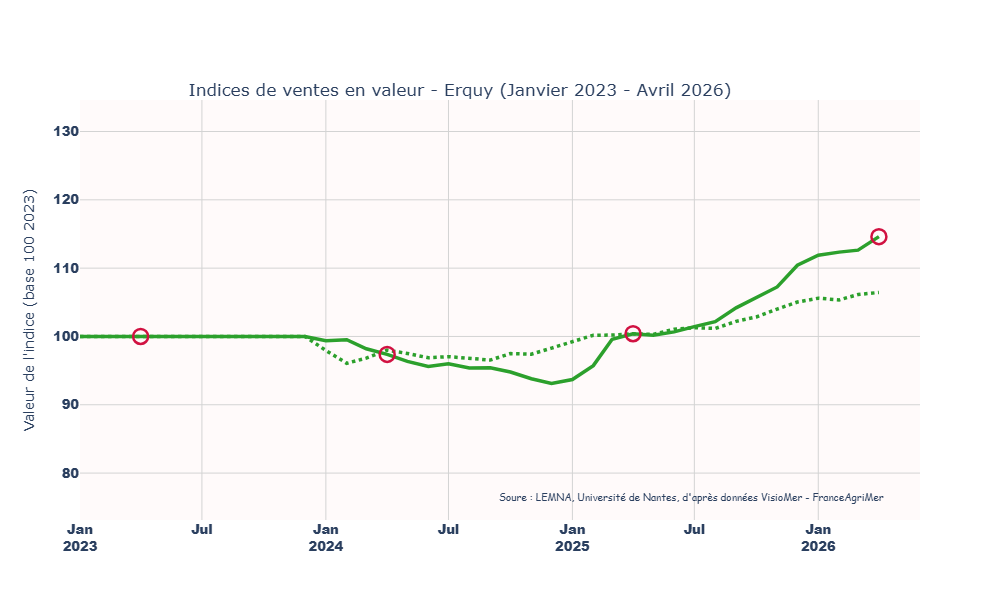 Indices de ventes en valeur - Erquy (Janvier 2023 - Avril 2026)
Valeur de l'indice (base 100 2023)
130
120
110
100
90
80
Soure : LEMNA, Université de Nantes, d'après données VisioMer - FranceAgriMer
Jan
2023
Jul
Jan
2024
Jul
Jan
2025
Jul
Jan
2026